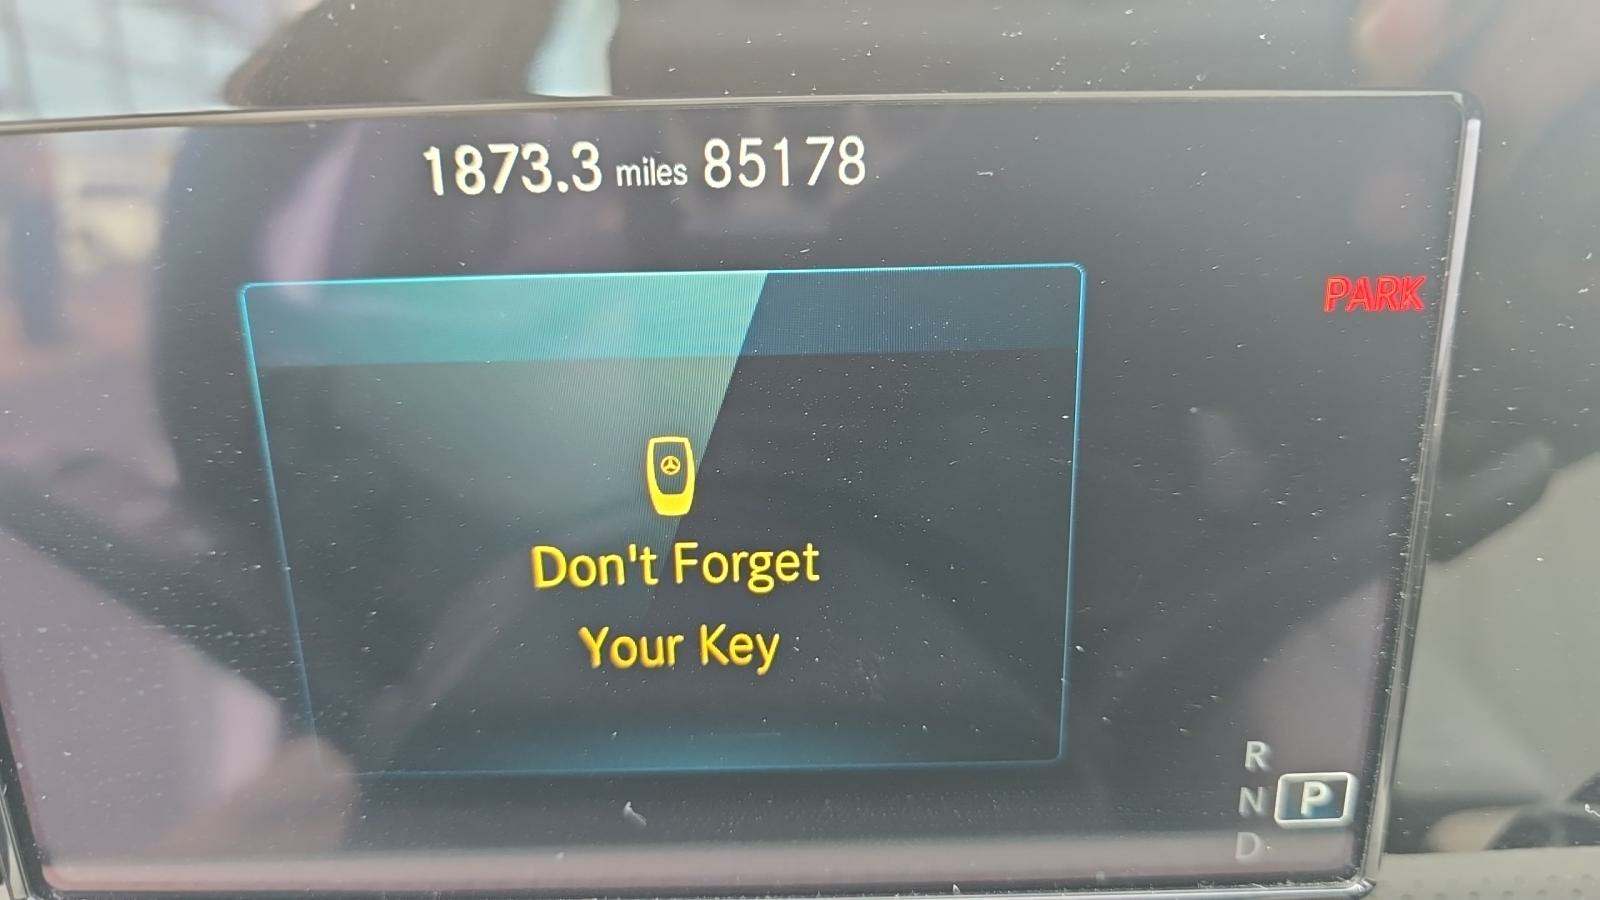 1873.3 miles 85178
PARK
Don't Forget
Your Key
R
N P
D